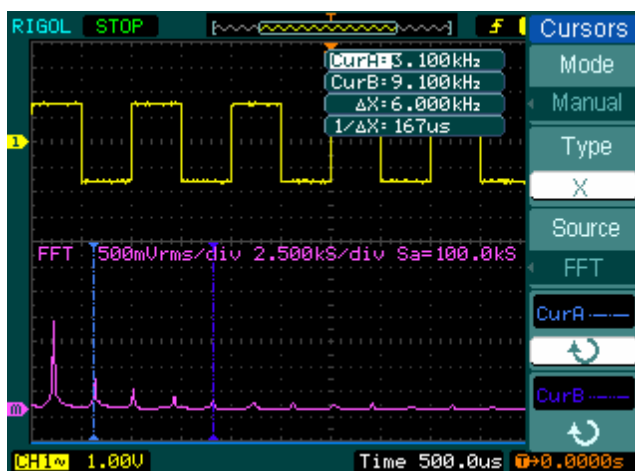 RIGOL STOP
Cursors
CurA=3.100kHz
CurB=9.100kHz
ΔX=6.000kHz
1/ΔX=167us
Mode
Manual
Type
X
Source
FFT
1
FFT 500mVrms/div 2.500kS/div Sa=100.0kS
CurA
CurB
m
CH1~ 1.00V Time 500.0us T→0.0000s